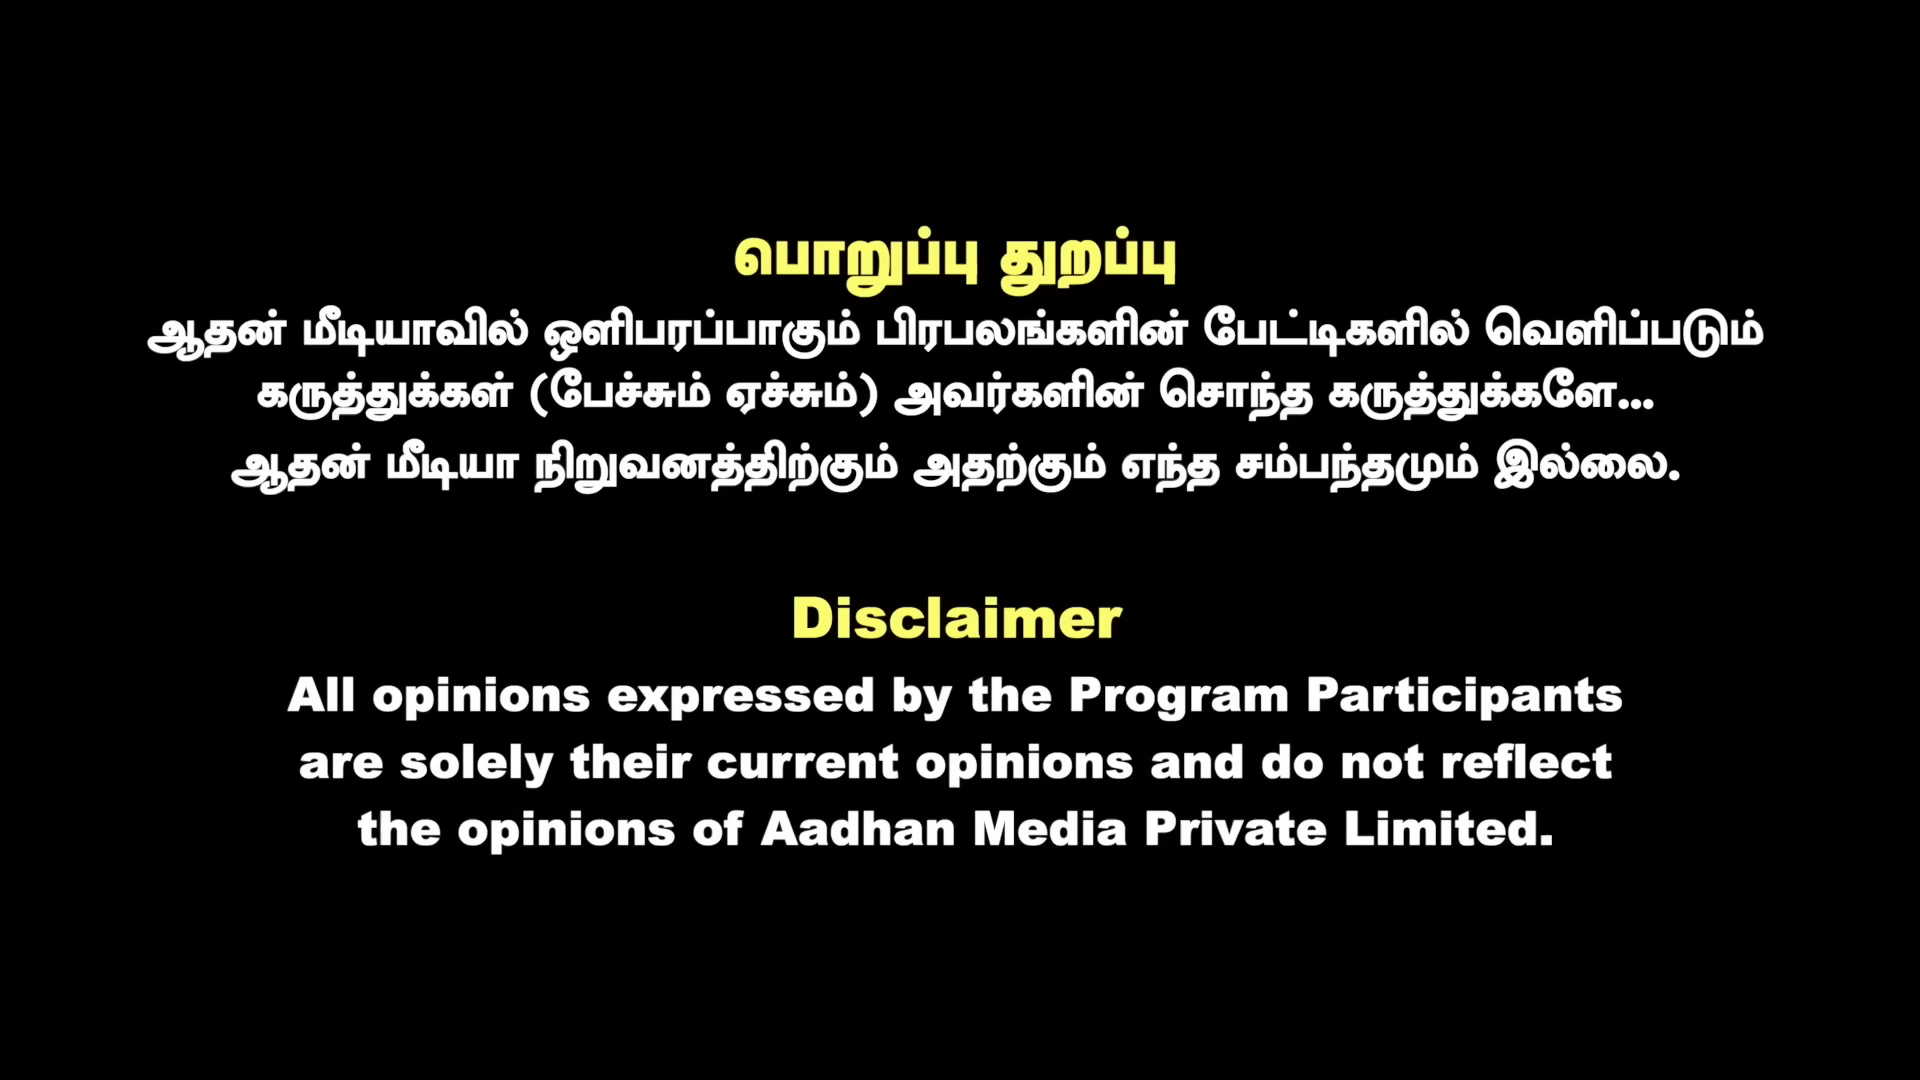 பொறுப்பு துறப்பு
ஆதன் மீடியாவில் ஒளிபரப்பாகும் பிரபலங்களின் பேட்டிகளில் வெளிப்படும்
கருத்துக்கள் (பேச்சும் ஏச்சும்) அவர்களின் சொந்த கருத்துக்களே...
ஆதன் மீடியா நிறுவனத்திற்கும் அதற்கும் எந்த சம்பந்தமும் இல்லை.
Disclaimer
All opinions expressed by the Program Participants
are solely their current opinions and do not reflect
the opinions of Aadhan Media Private Limited.